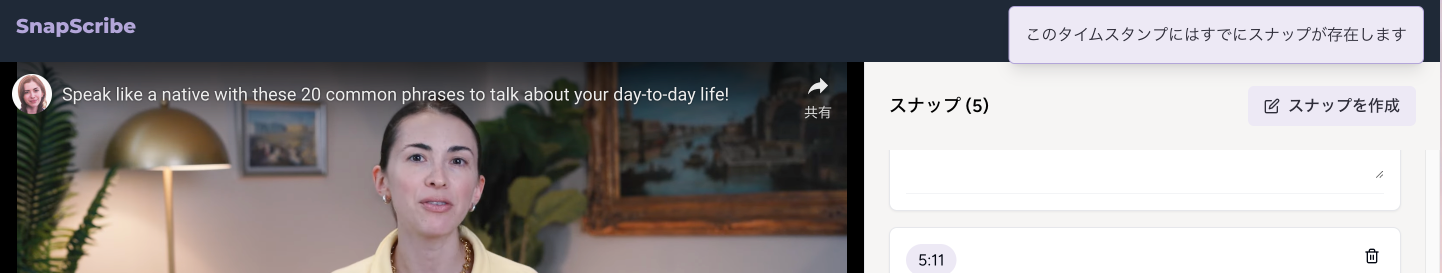 SnapScribe
このタイムスタンプにはすでにスナップが存在します
Speak like a native with these 20 common phrases to talk about your day-to-day life!
共有
スナップ (5)
スナップを作成
5:11